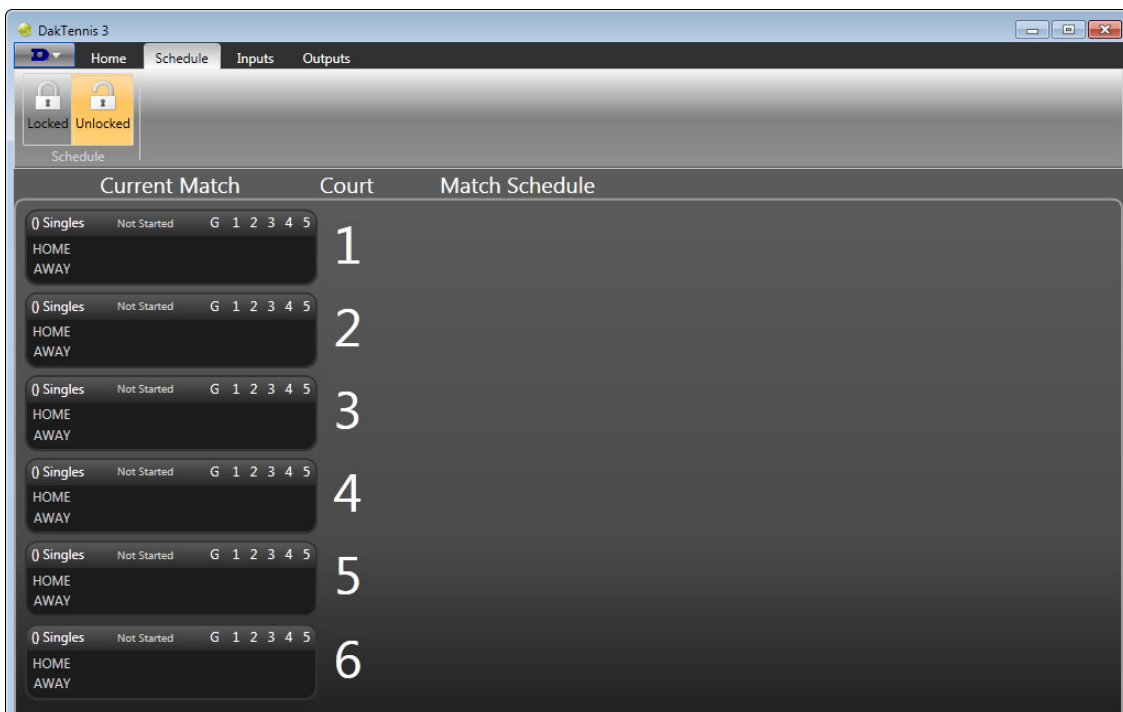 DakTennis 3
D Home Schedule Inputs Outputs
Locked Unlocked
Schedule
Current Match Court Match Schedule
() Singles Not Started G 1 2 3 4 5
HOME
AWAY
1
() Singles Not Started G 1 2 3 4 5
HOME
AWAY
2
() Singles Not Started G 1 2 3 4 5
HOME
AWAY
3
() Singles Not Started G 1 2 3 4 5
HOME
AWAY
4
() Singles Not Started G 1 2 3 4 5
HOME
AWAY
5
() Singles Not Started G 1 2 3 4 5
HOME
AWAY
6